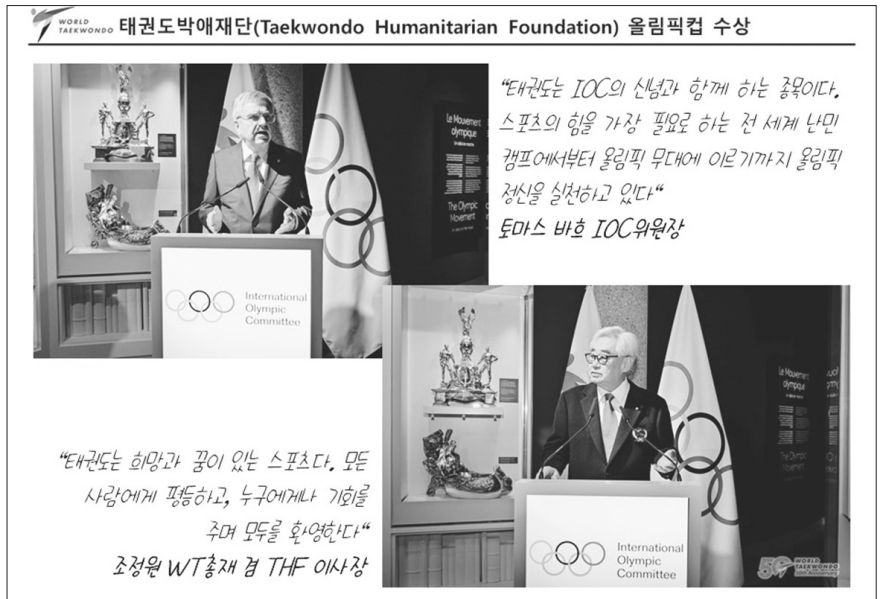 WORLD
TAEKWONDO
태권도박애재단(Taekwondo Humanitarian Foundation) 올림픽컵 수상
“태권도는 IOC의 신념과 함께 하는 종목이다.
스포츠의 힘을 가장 필요로 하는 전 세계 난민
캠프에서부터 올림픽 무대에 이르기까지 올림픽
정신을 실천하고 있다“
토마스 바흐 IOC위원장
Le Mouvement
olympique
The Olympic
Movement
International
Olympic
Committee
“태권도는 희망과 꿈이 있는 스포츠다. 모든
사람에게 평등하고, 누구에게나 기회를
주며 모두를 환영한다“
조정원 WT총재 겸 THF 이사장
Le Mouvement
olympique
The Olympic
Movement
International
Olympic
Committee
50
WORLD
TAEKWONDO